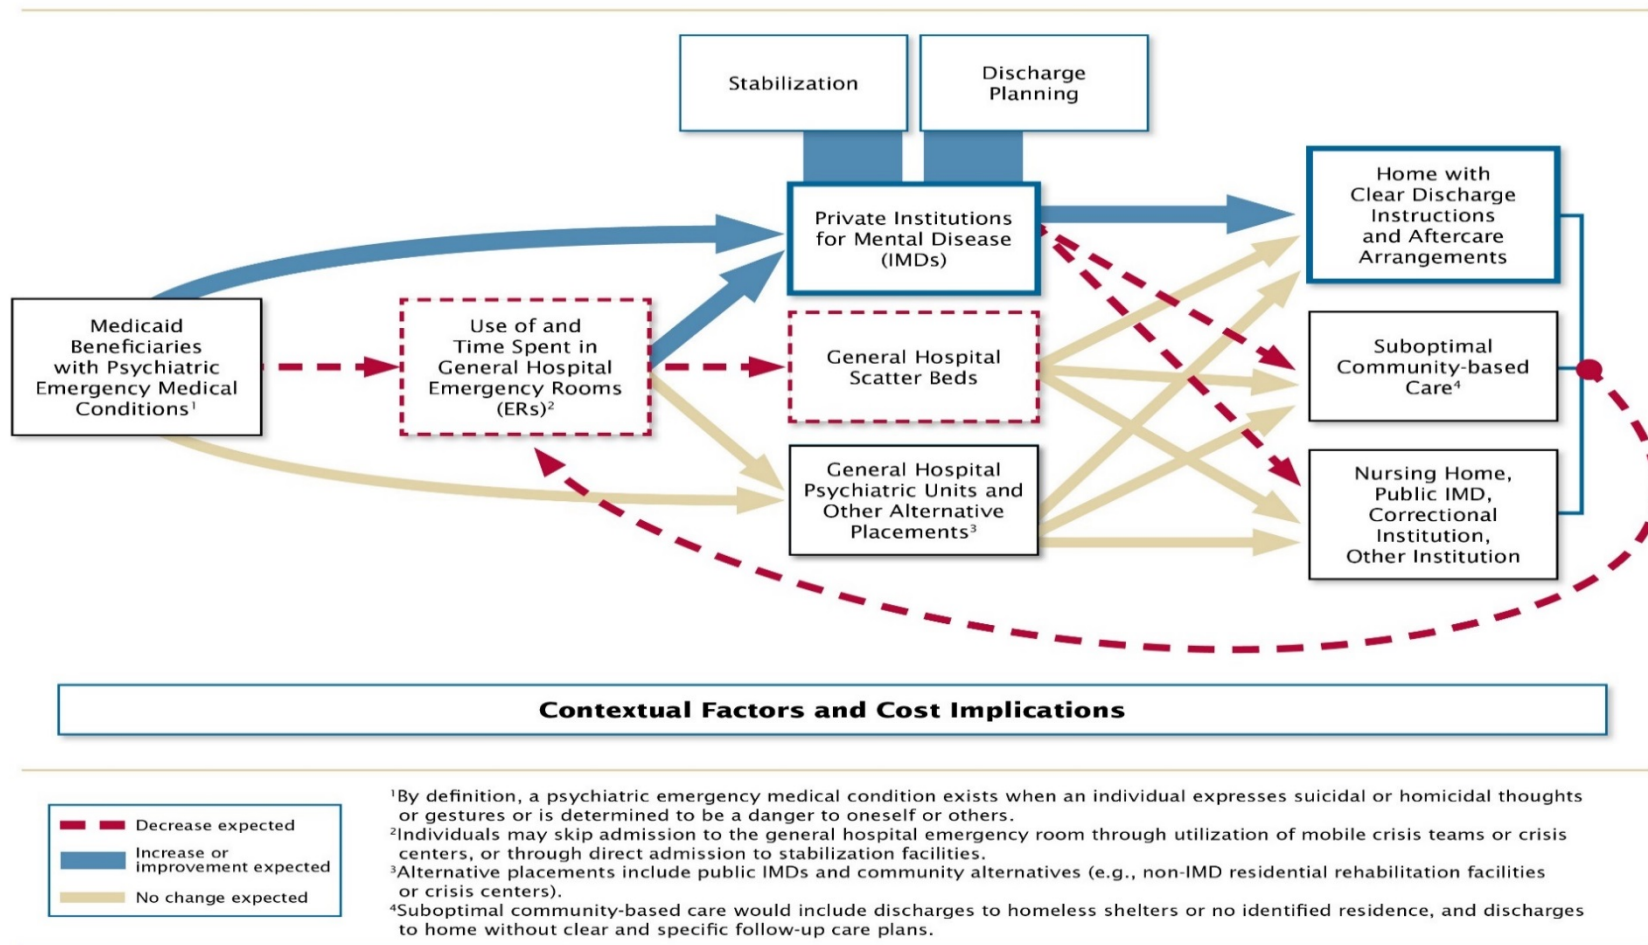 Stabilization
Discharge
Planning
Private Institutions
for Mental Disease
(IMDs)
Home with
Clear Discharge
Instructions
and Aftercare
Arrangements
Medicaid
Beneficiaries
with Psychiatric
Emergency Medical
Conditions¹
Use of and
Time Spent in
General Hospital
Emergency Rooms
(ERs)²
General Hospital
Scatter Beds
Suboptimal
Community-based
Care⁴
General Hospital
Psychiatric Units and
Other Alternative
Placements³
Nursing Home,
Public IMD,
Correctional
Institution,
Other Institution
Contextual Factors and Cost Implications
Decrease expected
Increase or
improvement expected
No change expected
¹By definition, a psychiatric emergency medical condition exists when an individual expresses suicidal or homicidal thoughts
or gestures or is determined to be a danger to oneself or others.
²Individuals may skip admission to the general hospital emergency room through utilization of mobile crisis teams or crisis
centers, or through direct admission to stabilization facilities.
³Alternative placements include public IMDs and community alternatives (e.g., non-IMD residential rehabilitation facilities
or crisis centers).
⁴Suboptimal community-based care would include discharges to homeless shelters or no identified residence, and discharges
to home without clear and specific follow-up care plans.